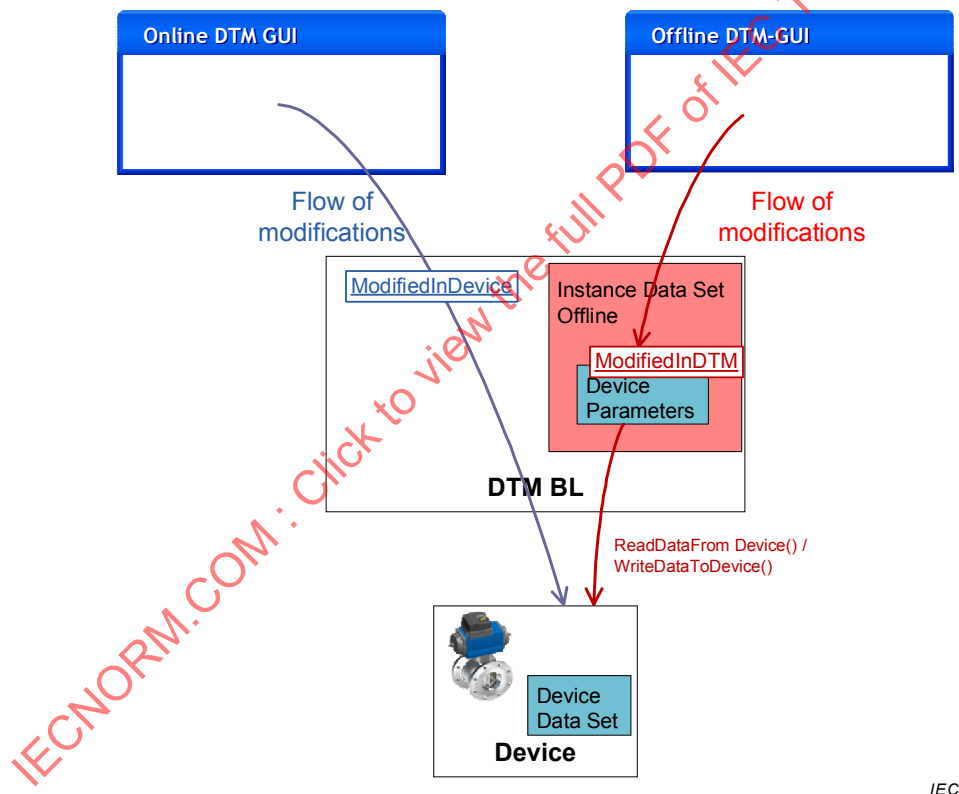 Online DTM GUI
Offline DTM-GUI
Flow of
modifications
Flow of
modifications
ModifiedInDevice
Instance Data Set
Offline
ModifiedInDTM
Device
Parameters
DTM BL
ReadDataFrom Device() /
WriteDataToDevice()
Device
Data Set
Device
IECNORM.COM : Click to view the full PDF of IEC
IEC